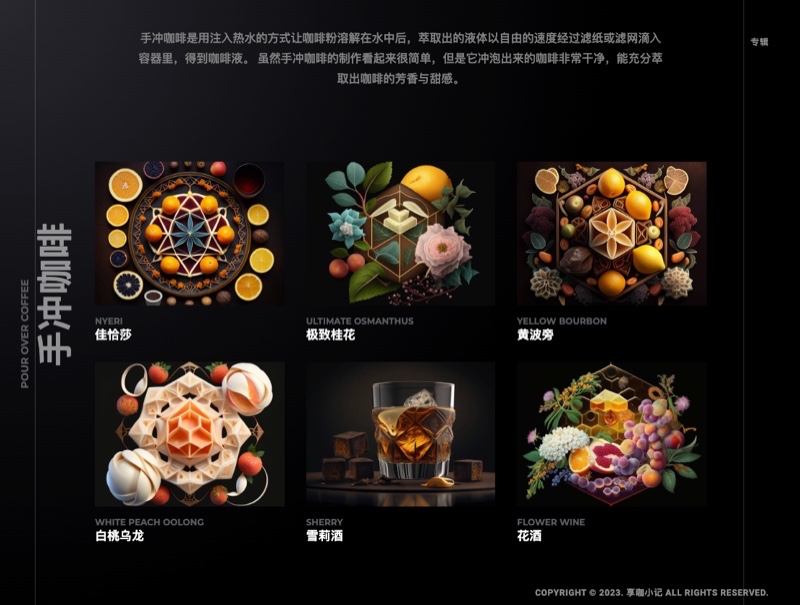 手冲咖啡是用注入热水的方式让咖啡粉溶解在水中后，萃取出的液体以自由的速度经过滤纸或滤网滴入
容器里，得到咖啡液。 虽然手冲咖啡的制作看起来很简单，但是它冲泡出来的咖啡非常干净，能充分萃
取出咖啡的芳香与甜感。
专辑
POUR OVER COFFEE
手冲咖啡
NYERI
佳恰莎
ULTIMATE OSMANTHUS
极致桂花
YELLOW BOURBON
黄波旁
WHITE PEACH OOLONG
白桃乌龙
SHERRY
雪莉酒
FLOWER WINE
花酒
COPYRIGHT © 2023. 享咖小记 ALL RIGHTS RESERVED.